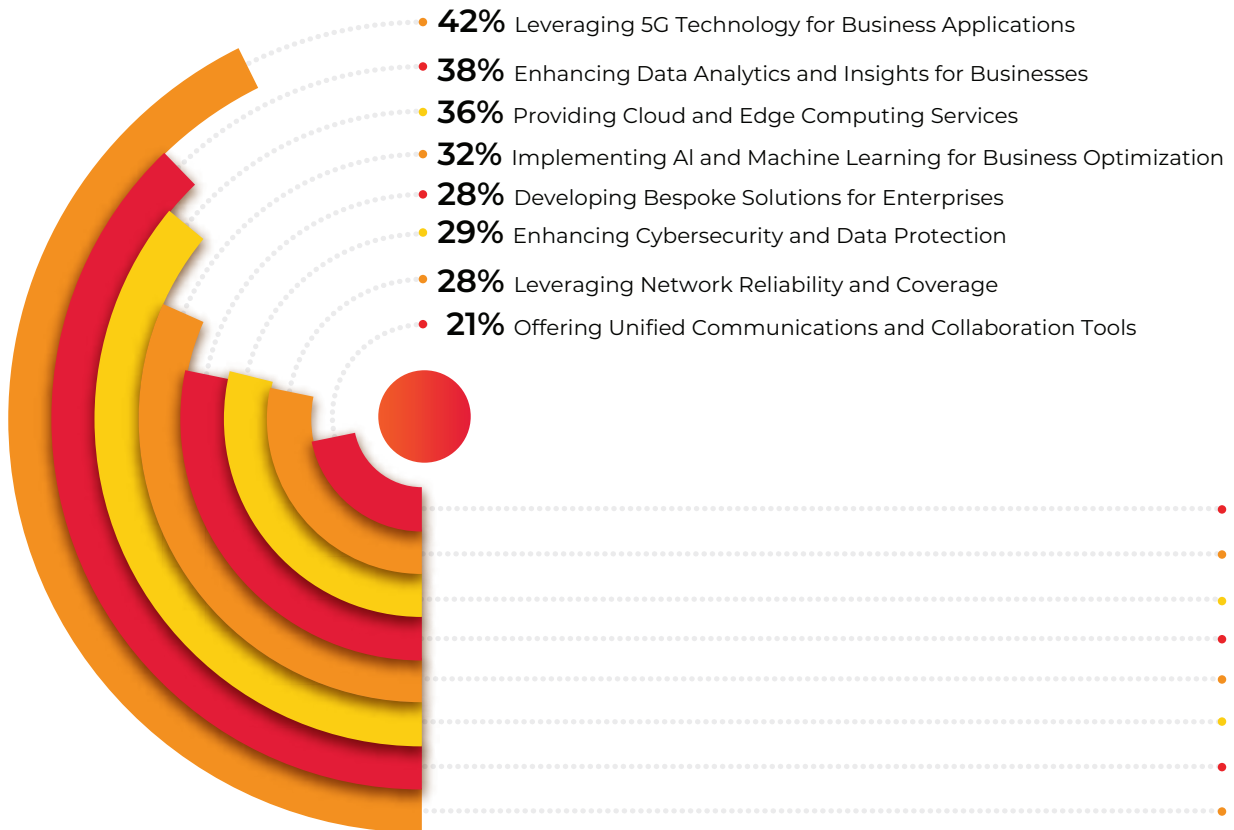 42% Leveraging 5G Technology for Business Applications
38% Enhancing Data Analytics and Insights for Businesses
36% Providing Cloud and Edge Computing Services
32% Implementing Al and Machine Learning for Business Optimization
28% Developing Bespoke Solutions for Enterprises
29% Enhancing Cybersecurity and Data Protection
28% Leveraging Network Reliability and Coverage
21% Offering Unified Communications and Collaboration Tools